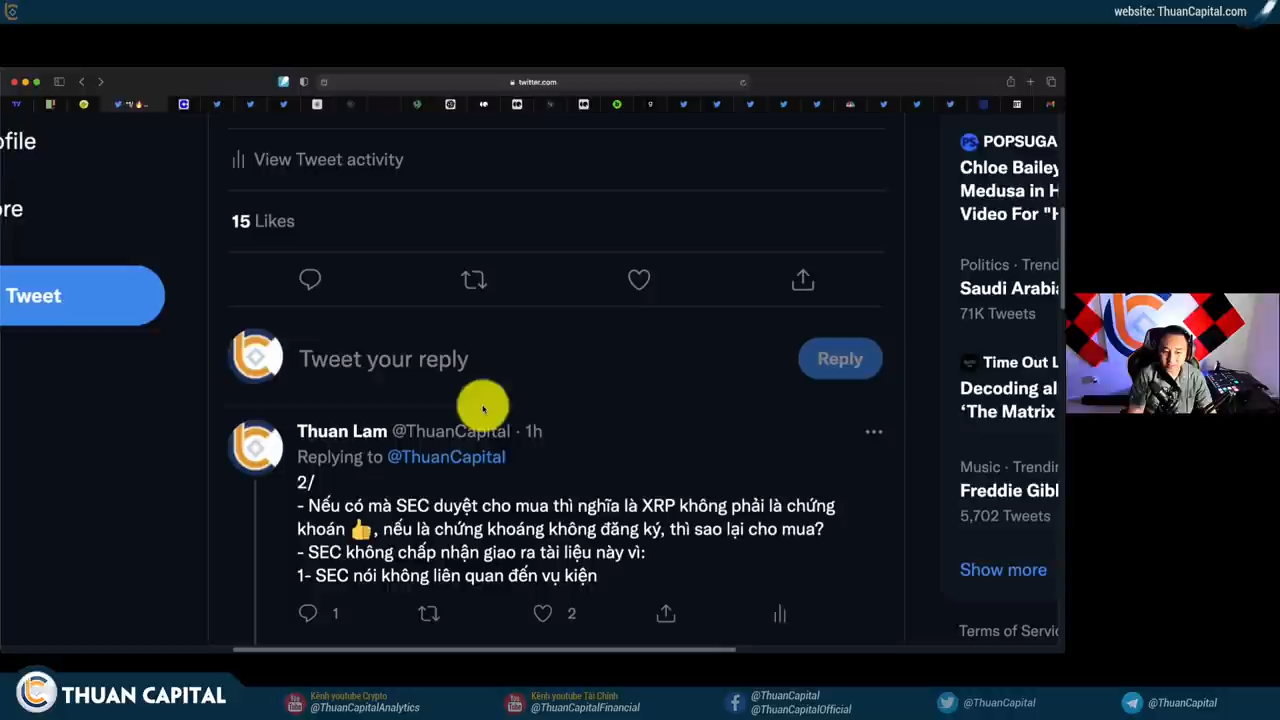 website: ThuanCapital.com
twitter.com
ofile
ore
Tweet
View Tweet activity
15 Likes
Tweet your reply
Reply
Thuan Lam @ThuanCapital · 1h
Replying to @ThuanCapital
2/
- Nếu có mà SEC duyệt cho mua thì nghĩa là XRP không phải là chứng
khoán 👍, nếu là chứng khoáng không đăng ký, thì sao lại cho mua?
- SEC không chấp nhận giao ra tài liệu này vì:
1- SEC nói không liên quan đến vụ kiện
1
2
POPSUGA
Chloe Bailey
Medusa in H
Video For "H
Politics · Trend
Saudi Arabia
71K Tweets
Time Out L
Decoding al
‘The Matrix
Music · Trendin
Freddie Gibl
5,702 Tweets
Show more
Terms of Servic
THUAN CAPITAL
Kênh youtube Crypto
@ThuanCapitalAnalytics
Kênh youtube Tài Chính
@ThuanCapitalFinancial
@ThuanCapital
@ThuanCapitalOfficial
@ThuanCapital
@ThuanCapital